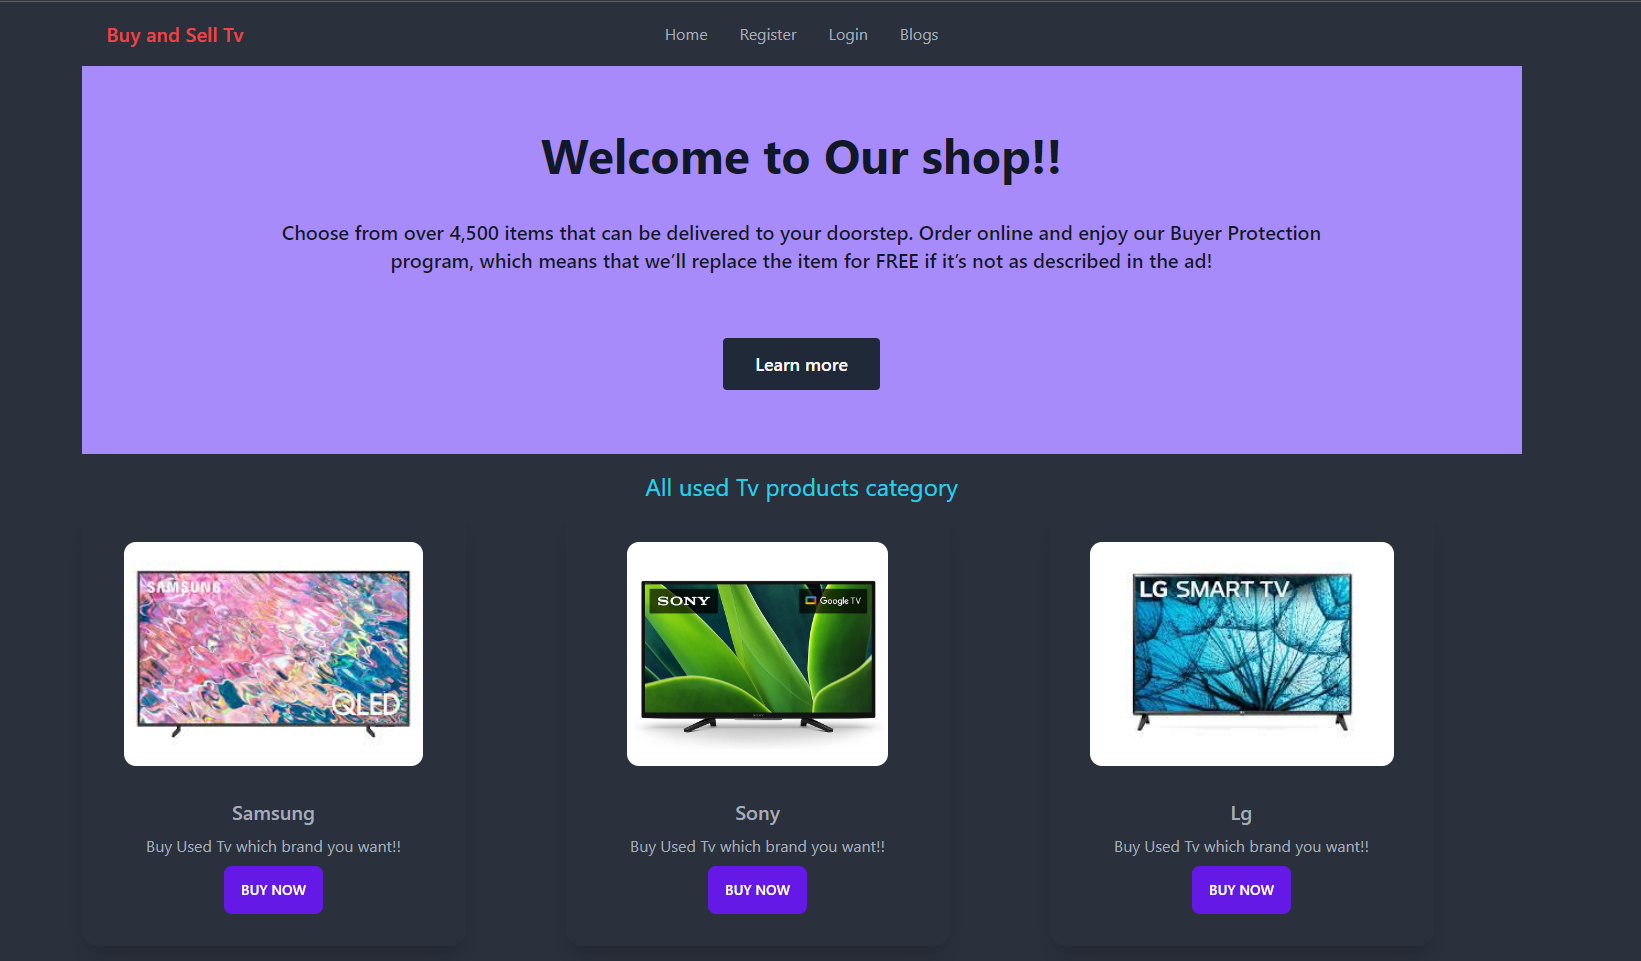 Buy and Sell Tv
Home
Register
Login
Blogs
Welcome to Our shop!!
Choose from over 4,500 items that can be delivered to your doorstep. Order online and enjoy our Buyer Protection
program, which means that we’ll replace the item for FREE if it’s not as described in the ad!
Learn more
All used Tv products category
SAMSUNG
QLED
SONY
Google TV
LG SMART TV
Samsung
Sony
Lg
Buy Used Tv which brand you want!!
Buy Used Tv which brand you want!!
Buy Used Tv which brand you want!!
BUY NOW
BUY NOW
BUY NOW